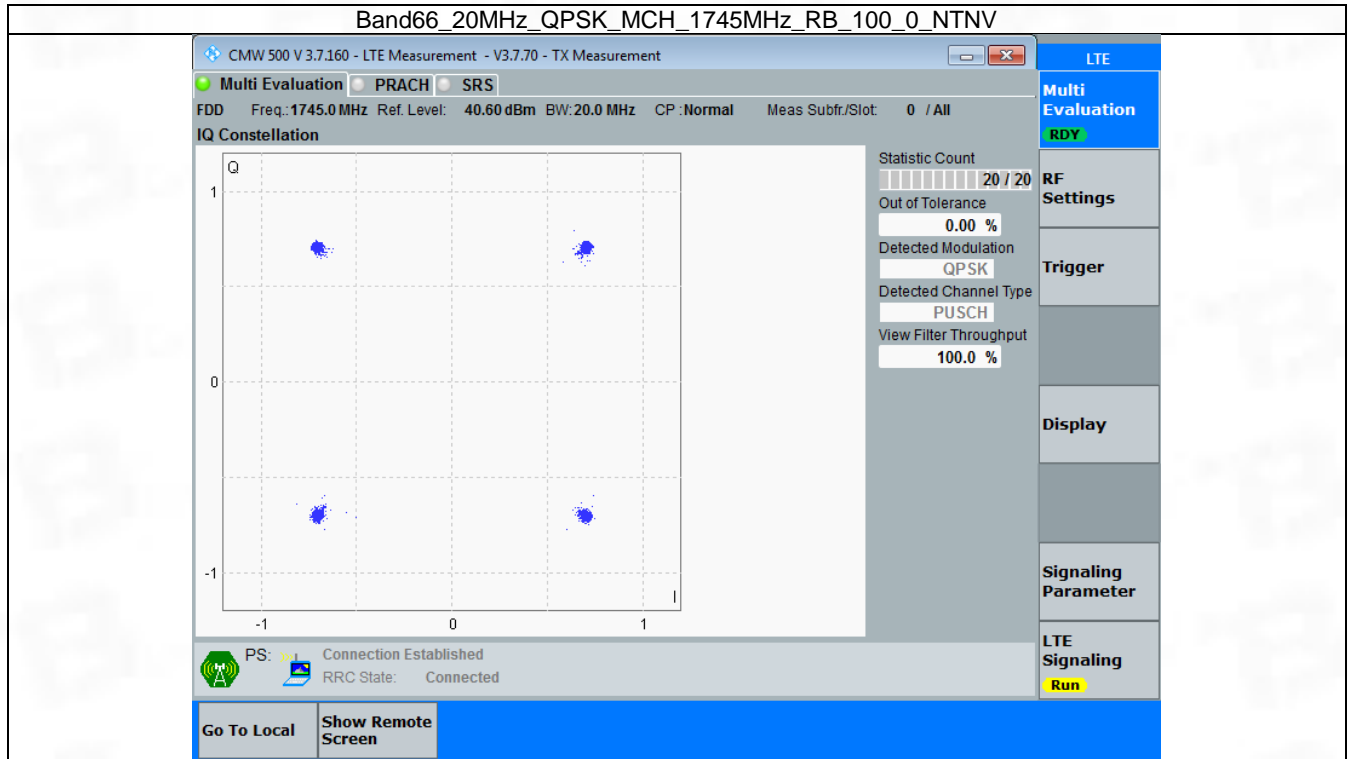 Band66_20MHz_QPSK_MCH_1745MHz_RB_100_0_NTNV
CMW 500 V 3.7.160 - LTE Measurement - V3.7.70 - TX Measurement
LTE
Multi Evaluation PRACH SRS
Multi
Evaluation
RDY
FDD Freq.:1745.0 MHz Ref. Level: 40.60 dBm BW:20.0 MHz CP :Normal Meas Subfr./Slot: 0 / All
IQ Constellation
Q
1
0
-1
I
-1 0 1
Statistic Count
20 / 20
Out of Tolerance
0.00 %
Detected Modulation
QPSK
Detected Channel Type
PUSCH
View Filter Throughput
100.0 %
RF
Settings
Trigger
Display
Signaling
Parameter
LTE
Signaling
Run
PS:
Connection Established
RRC State: Connected
Go To Local
Show Remote
Screen